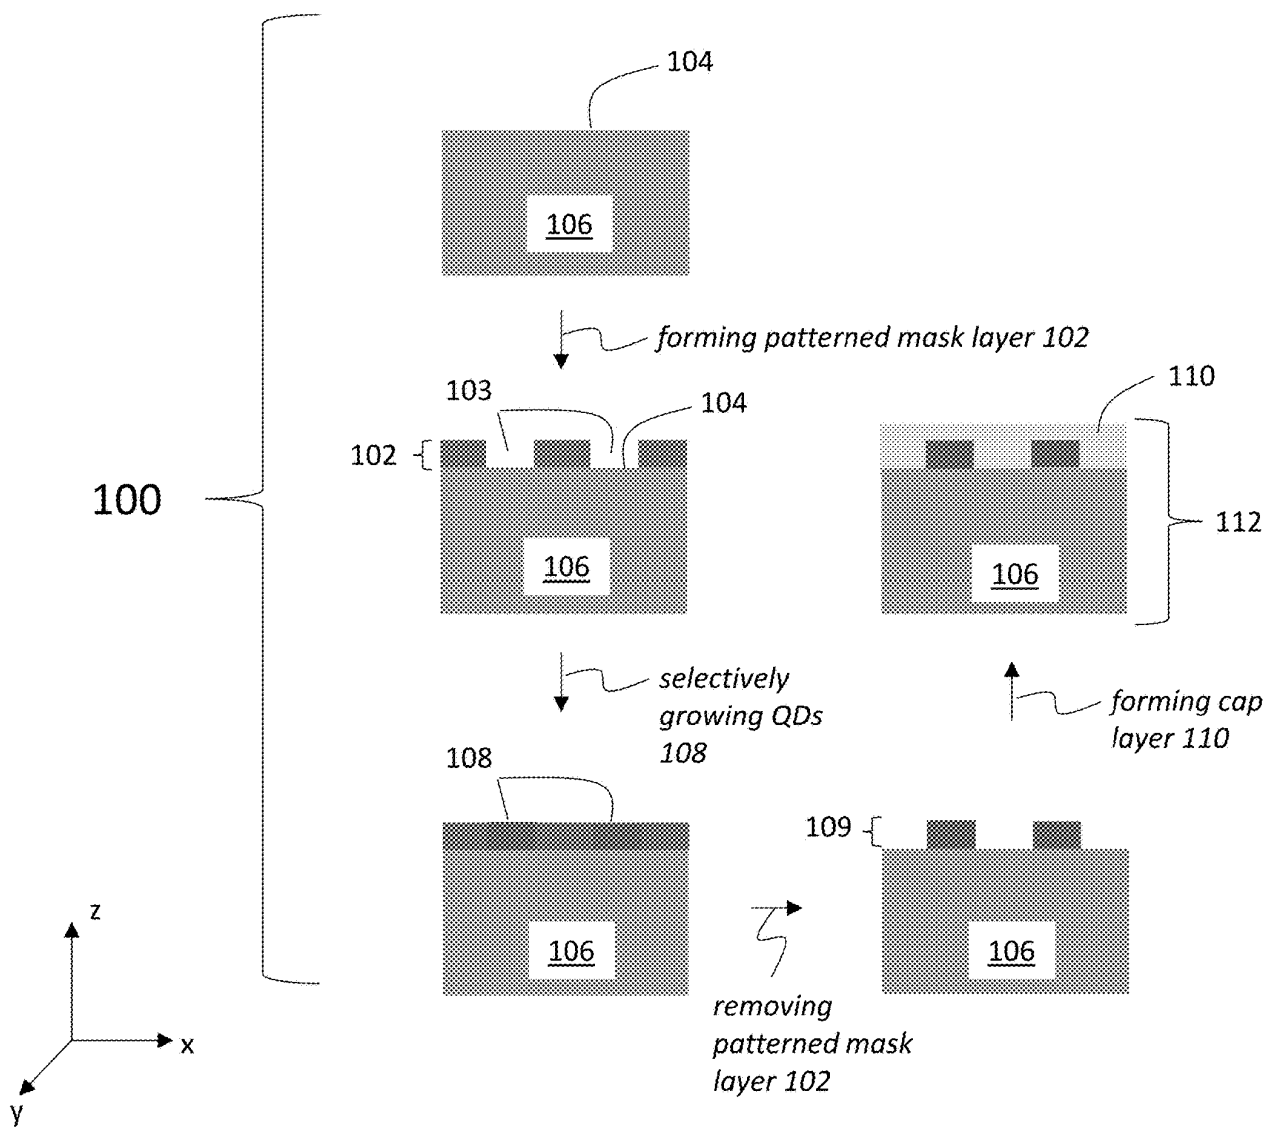 104
106
forming patterned mask layer 102
103
104
102
106
100
110
112
106
selectively
growing QDs
108
forming cap
layer 110
108
106
109
106
removing
patterned mask
layer 102
z
x
y